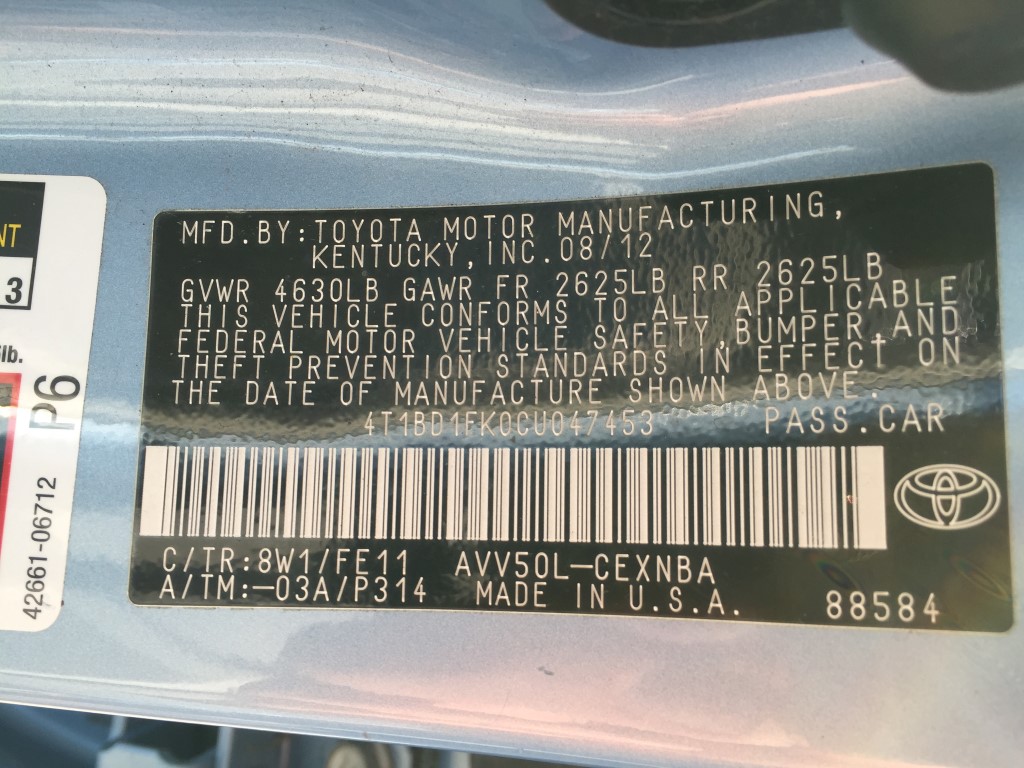 NT
3
lb.
P6
42661-06712
MFD.BY:TOYOTA MOTOR MANUFACTURING,
KENTUCKY, INC. 08/12
GVWR 4630LB GAWR FR 2625LB RR 2625LB
THIS VEHICLE CONFORMS TO ALL APPLICABLE
FEDERAL MOTOR VEHICLE SAFETY, BUMPER, AND
THEFT PREVENTION STANDARDS IN EFFECT ON
THE DATE OF MANUFACTURE SHOWN ABOVE.
4T1BD1FK0CU047453 PASS.CAR
C/TR:8W1/FE11 AVV50L-CEXNBA
A/TM:-03A/P314 MADE IN U.S.A. 88584